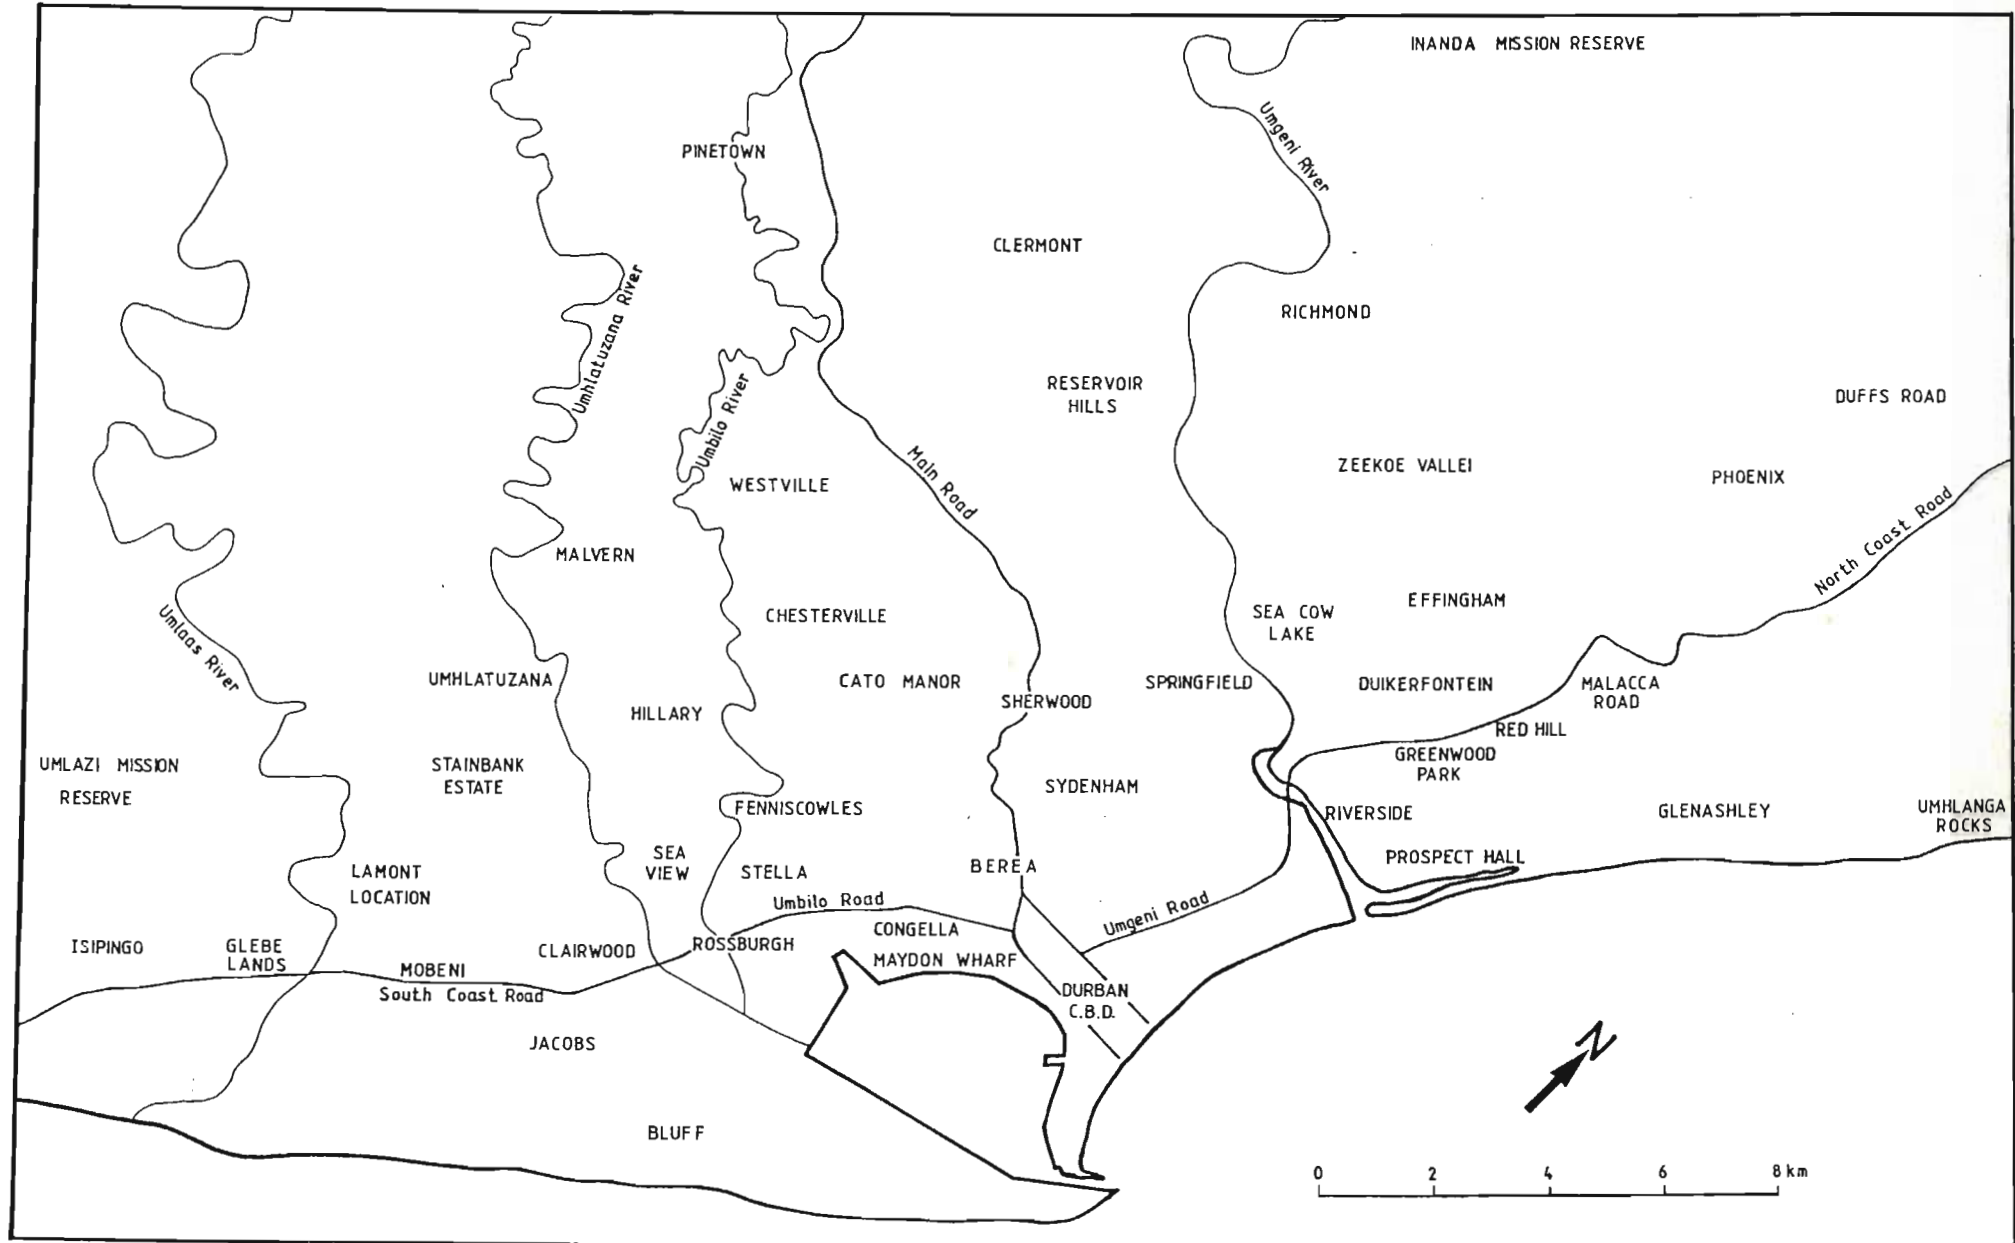 INANDA MISSION RESERVE
Umgeni River
PINETOWN
CLERMONT
RICHMOND
Umhlatuzana River
RESERVOIR
HILLS
DUFFS ROAD
Umbilo River
Main Road
ZEEKOE VALLEI
PHOENIX
WESTVILLE
North Coast Road
MALVERN
EFFINGHAM
CHESTERVILLE
SEA COW
LAKE
Umlaas River
UMHLATUZANA
CATO MANOR
SHERWOOD
SPRINGFIELD
DUIKERFONTEIN
MALACCA
ROAD
HILLARY
RED HILL
UMLAZI MISSION
RESERVE
STAINBANK
ESTATE
GREENWOOD
PARK
SYDENHAM
FENNISCOWLES
RIVERSIDE
GLENASHLEY
UMHLANGA
ROCKS
SEA
VIEW
STELLA
BEREA
PROSPECT HALL
LAMONT
LOCATION
Umbilo Road
Umgeni Road
ISIPINGO
GLEBE
LANDS
CLAIRWOOD
ROSSBURGH
CONGELLA
MAYDON WHARF
MOBENI
South Coast Road
DURBAN
C.B.D.
JACOBS
N
BLUFF
0 2 4 6 8 km